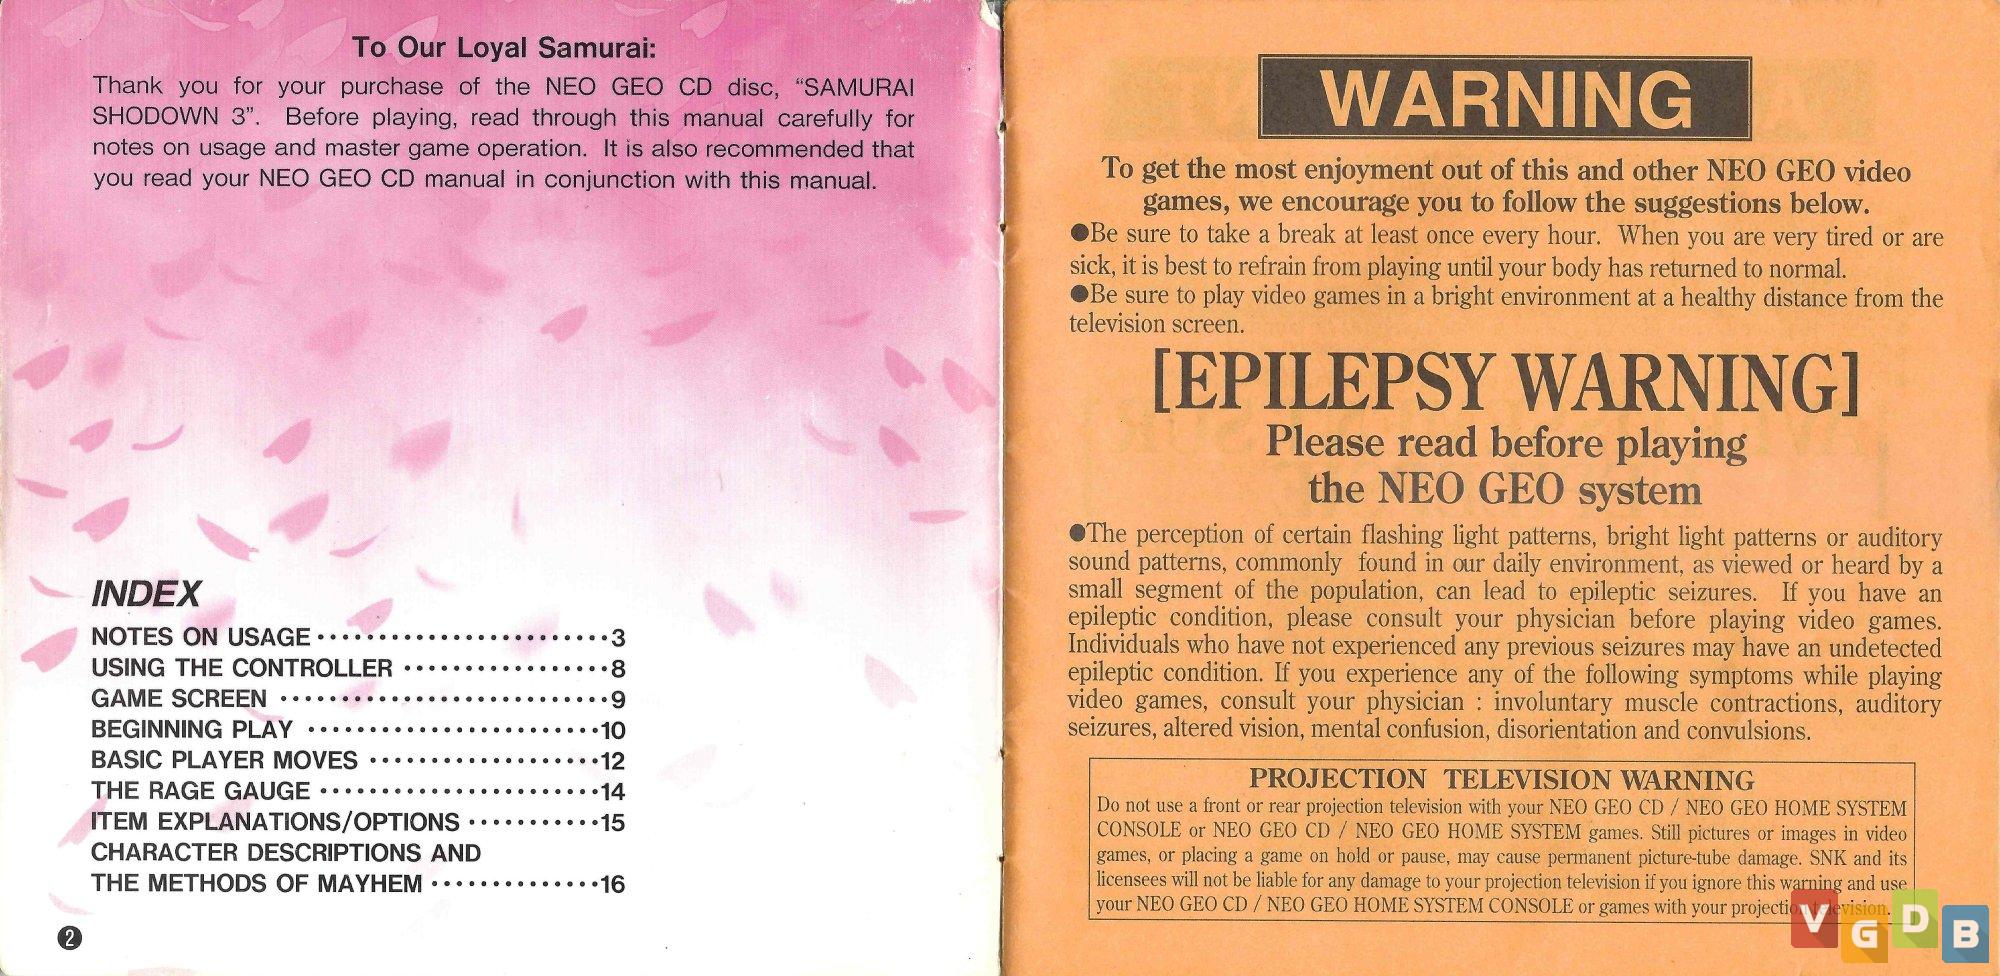 To Our Loyal Samurai:
Thank you for your purchase of the NEO GEO CD disc, “SAMURAI
SHODOWN 3”. Before playing, read through this manual carefully for
notes on usage and master game operation. It is also recommended that
you read your NEO GEO CD manual in conjunction with this manual.
INDEX
NOTES ON USAGE························3
USING THE CONTROLLER ·················8
GAME SCREEN ···························9
BEGINNING PLAY ························10
BASIC PLAYER MOVES ···················12
THE RAGE GAUGE ·······················14
ITEM EXPLANATIONS/OPTIONS ···········15
CHARACTER DESCRIPTIONS AND
THE METHODS OF MAYHEM ··············16
2
WARNING
To get the most enjoyment out of this and other NEO GEO video
games, we encourage you to follow the suggestions below.
●Be sure to take a break at least once every hour. When you are very tired or are
sick, it is best to refrain from playing until your body has returned to normal.
●Be sure to play video games in a bright environment at a healthy distance from the
television screen.
[EPILEPSY WARNING]
Please read before playing
the NEO GEO system
●The perception of certain flashing light patterns, bright light patterns or auditory
sound patterns, commonly found in our daily environment, as viewed or heard by a
small segment of the population, can lead to epileptic seizures. If you have an
epileptic condition, please consult your physician before playing video games.
Individuals who have not experienced any previous seizures may have an undetected
epileptic condition. If you experience any of the following symptoms while playing
video games, consult your physician : involuntary muscle contractions, auditory
seizures, altered vision, mental confusion, disorientation and convulsions.
PROJECTION TELEVISION WARNING
Do not use a front or rear projection television with your NEO GEO CD / NEO GEO HOME SYSTEM
CONSOLE or NEO GEO CD / NEO GEO HOME SYSTEM games. Still pictures or images in video
games, or placing a game on hold or pause, may cause permanent picture-tube damage. SNK and its
licensees will not be liable for any damage to your projection television if you ignore this warning and use
your NEO GEO CD / NEO GEO HOME SYSTEM CONSOLE or games with your projection television.
VGDB